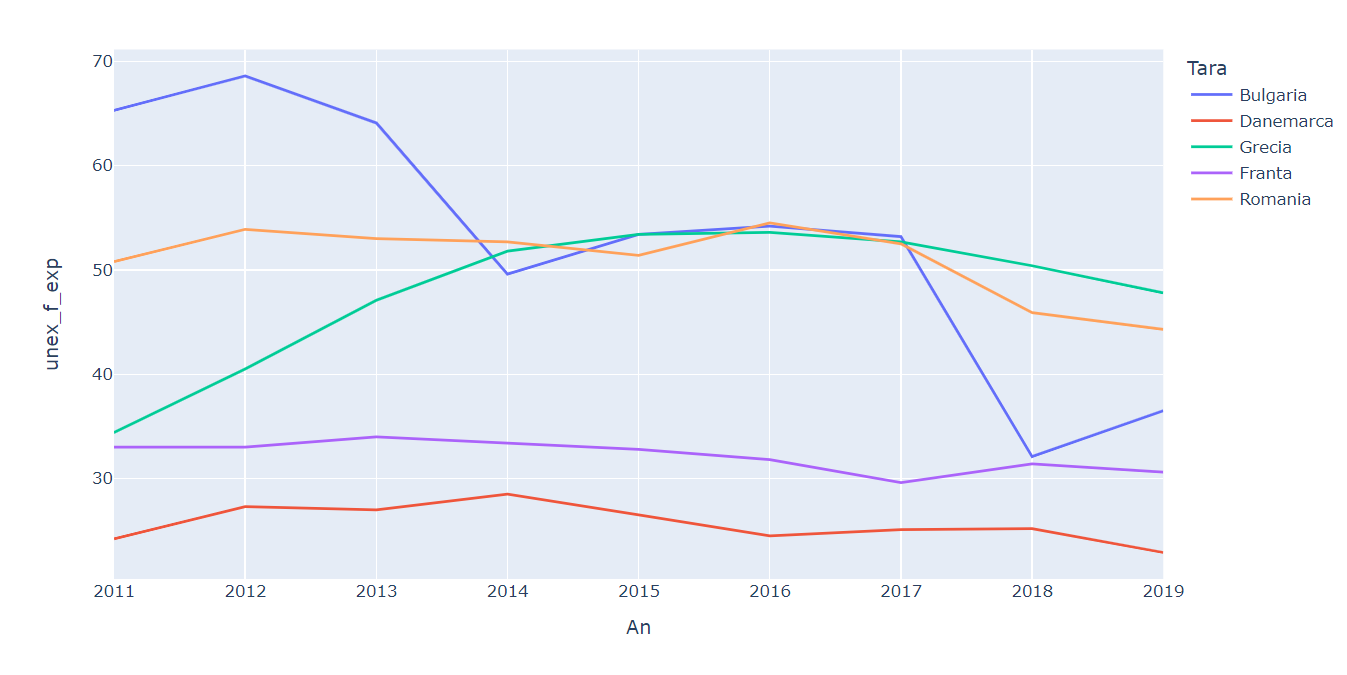 70
60
50
40
30
unex_f_exp
2011 2012 2013 2014 2015 2016 2017 2018 2019
An
Tara
Bulgaria
Danemarca
Grecia
Franta
Romania